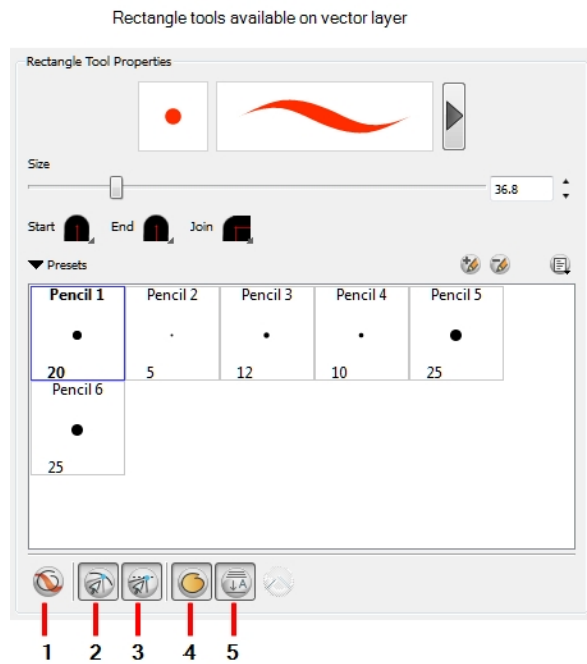 Rectangle tools available on vector layer
Rectangle Tool Properties
Size
36.8
Start End Join
Presets
Pencil 1 Pencil 2 Pencil 3 Pencil 4 Pencil 5
20 5 12 10 25
Pencil 6
25
A
1 2 3 4 5